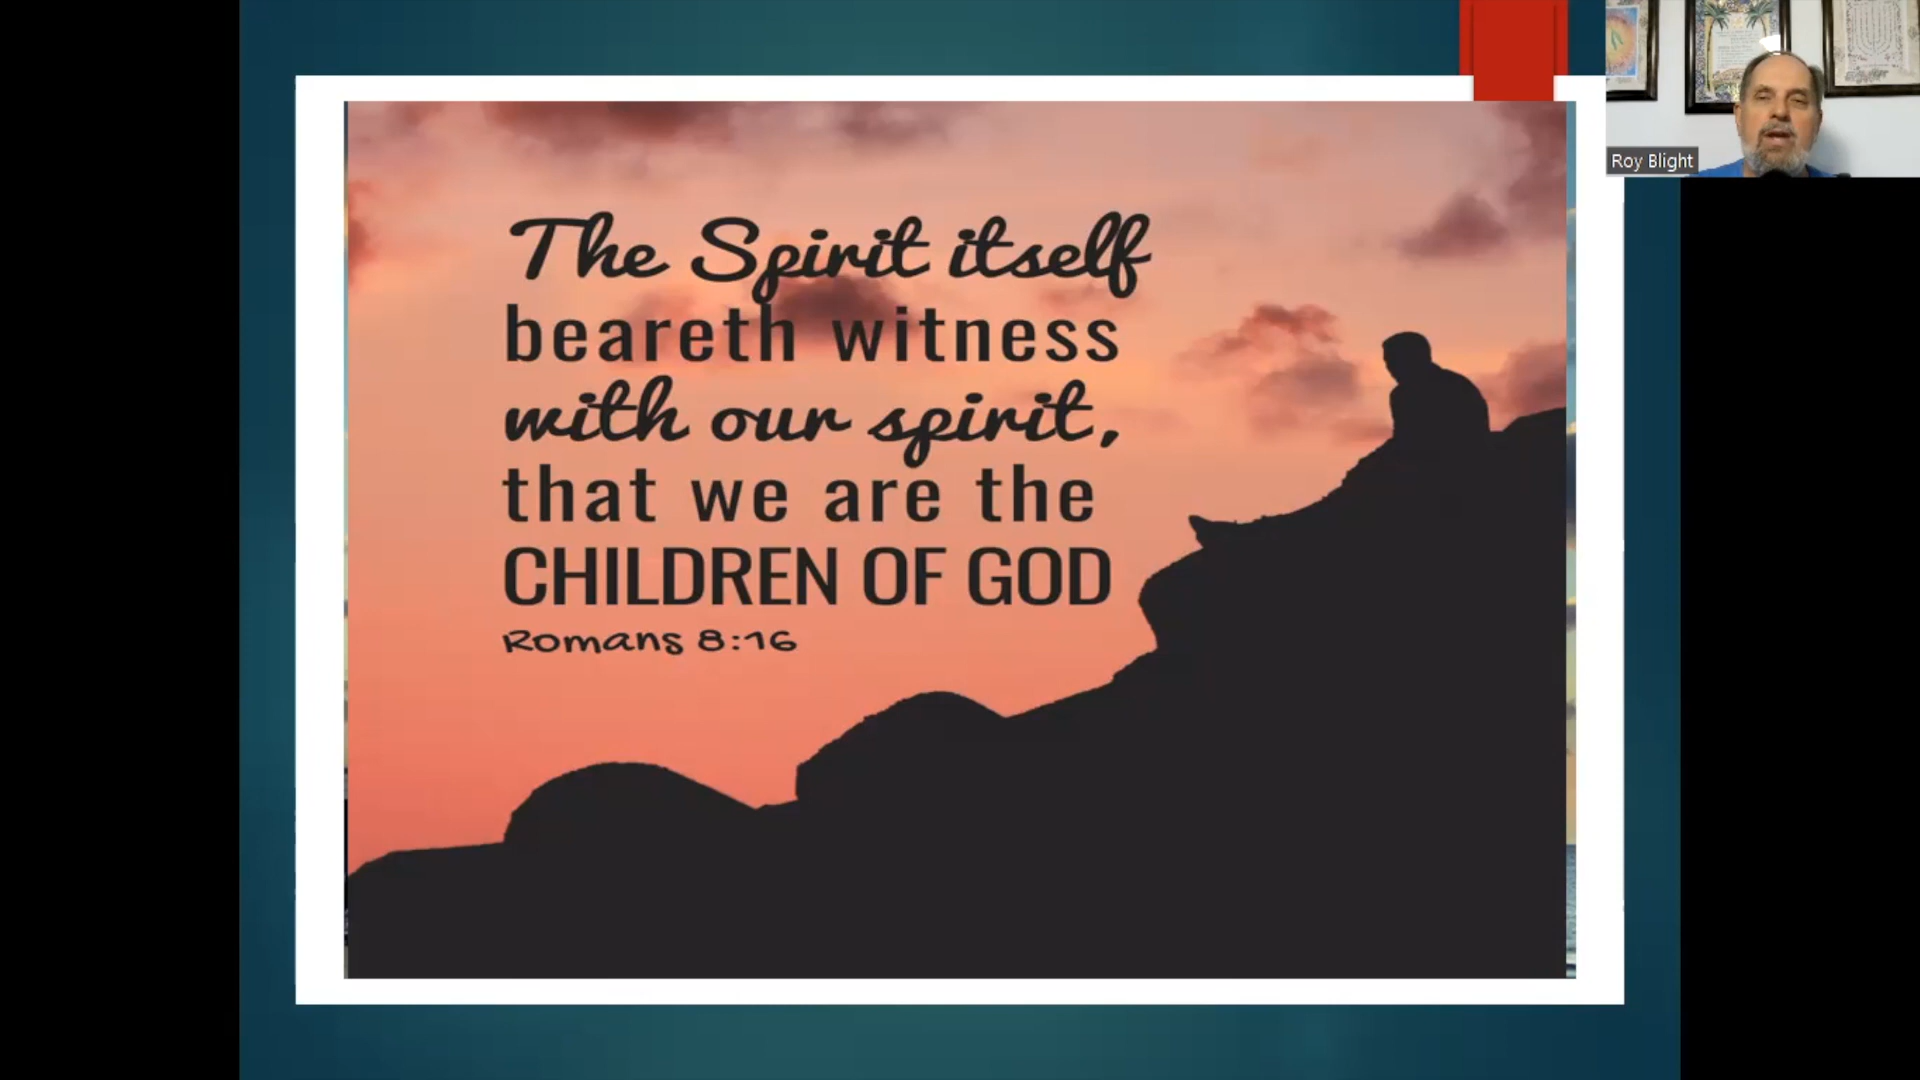 The Spirit itself
beareth witness
with our spirit,
that we are the
CHILDREN OF GOD
Romans 8:16
Roy Blight